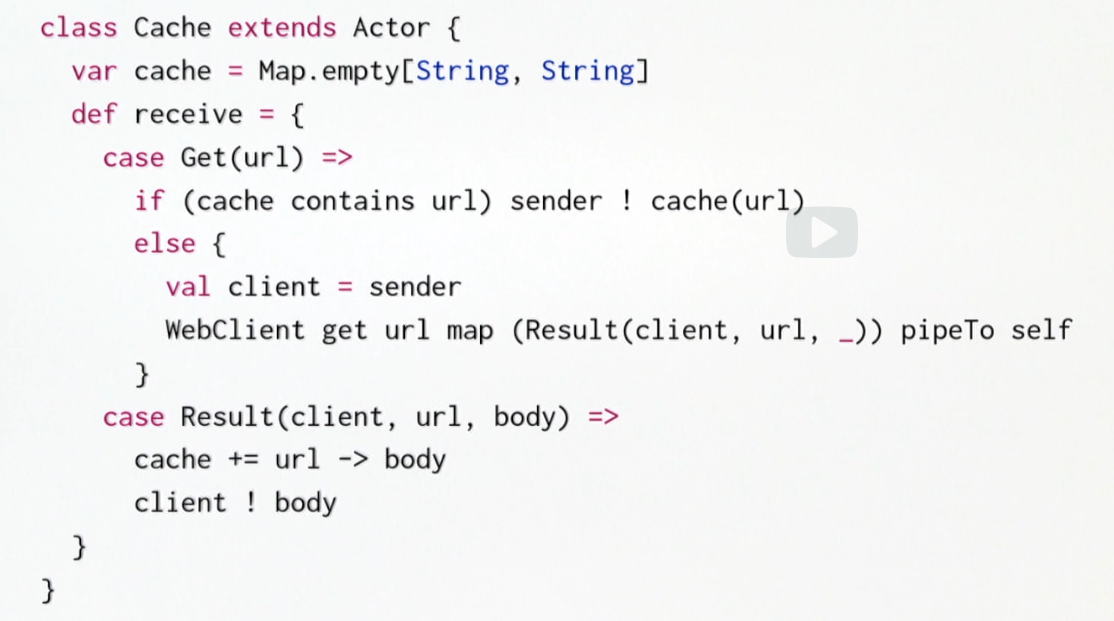 class Cache extends Actor {
  var cache = Map.empty[String, String]
  def receive = {
    case Get(url) =>
      if (cache contains url) sender ! cache(url)
      else {
        val client = sender
        WebClient get url map (Result(client, url, _)) pipeTo self
      }
    case Result(client, url, body) =>
      cache += url -> body
      client ! body
  }
}